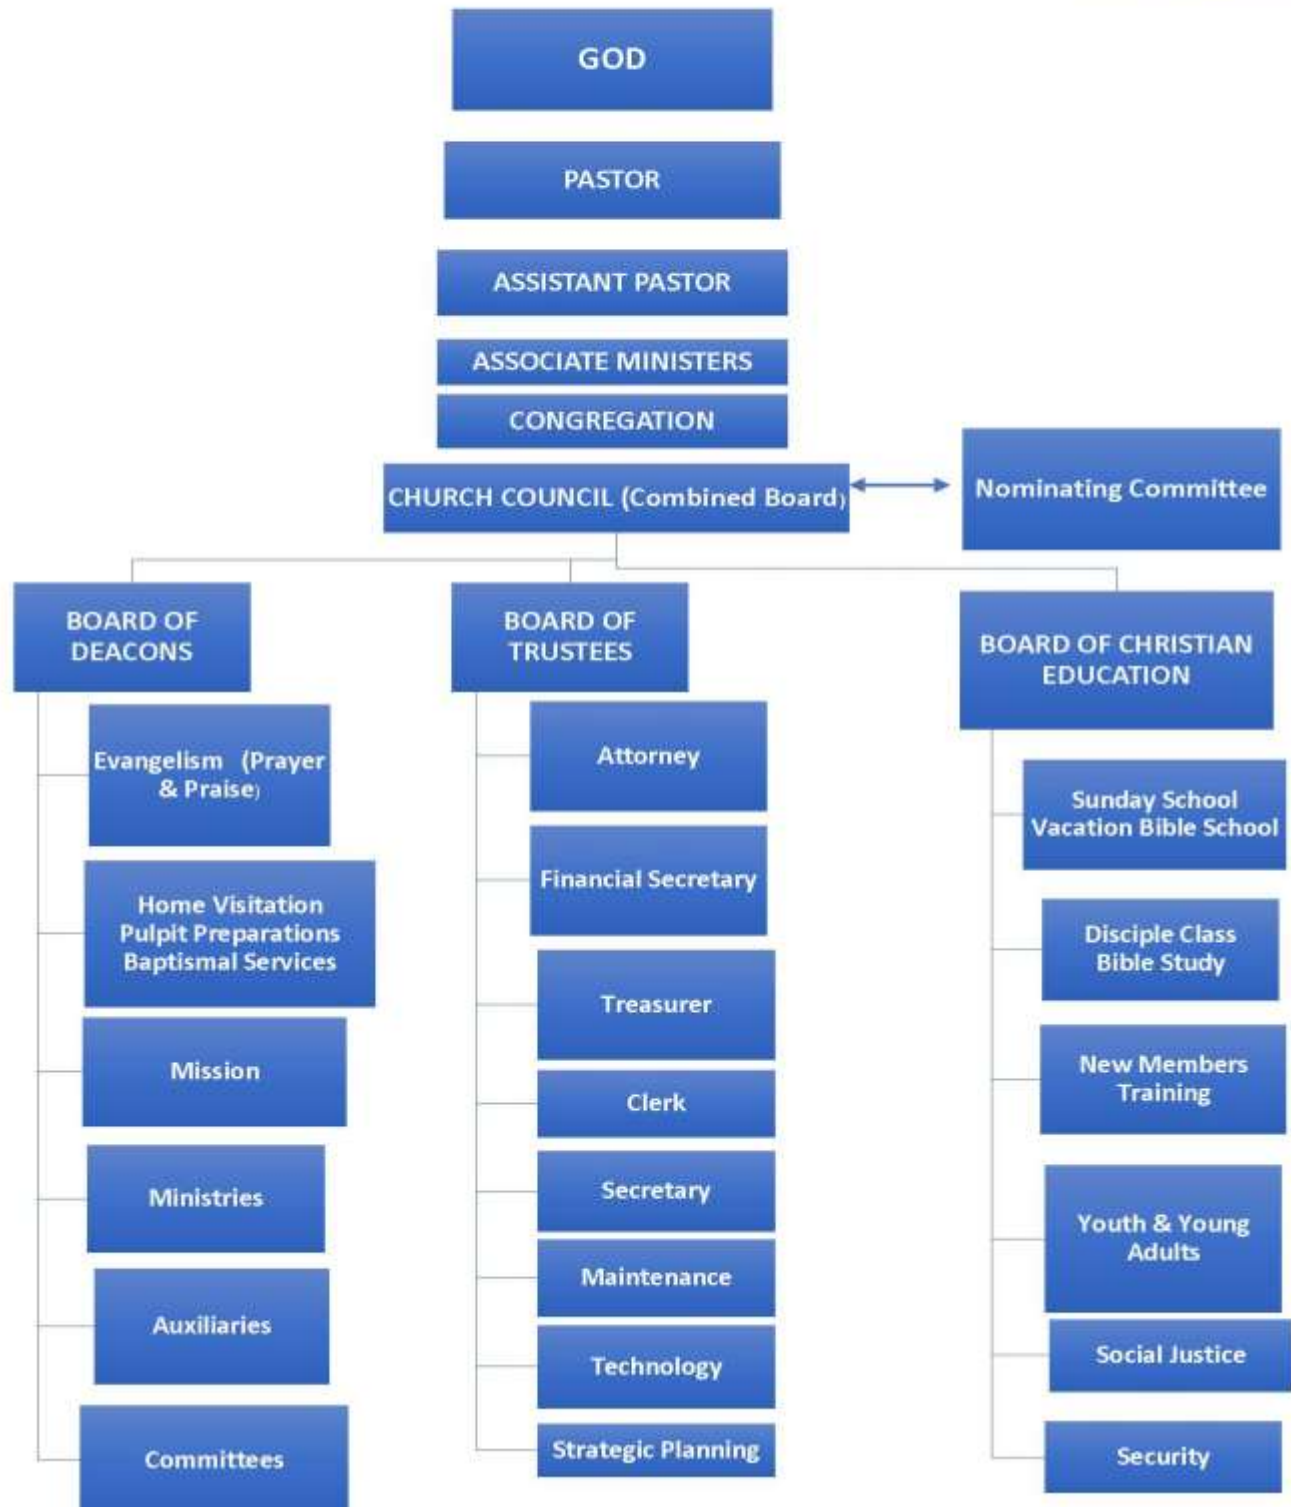 GOD
PASTOR
ASSISTANT PASTOR
ASSOCIATE MINISTERS
CONGREGATION
CHURCH COUNCIL (Combined Board)
Nominating Committee
BOARD OF
DEACONS
Evangelism (Prayer
& Praise)
Home Visitation
Pulpit Preparations
Baptismal Services
Mission
Ministries
Auxiliaries
Committees
BOARD OF
TRUSTEES
Attorney
Financial Secretary
Treasurer
Clerk
Secretary
Maintenance
Technology
Strategic Planning
BOARD OF CHRISTIAN
EDUCATION
Sunday School
Vacation Bible School
Disciple Class
Bible Study
New Members
Training
Youth & Young
Adults
Social Justice
Security